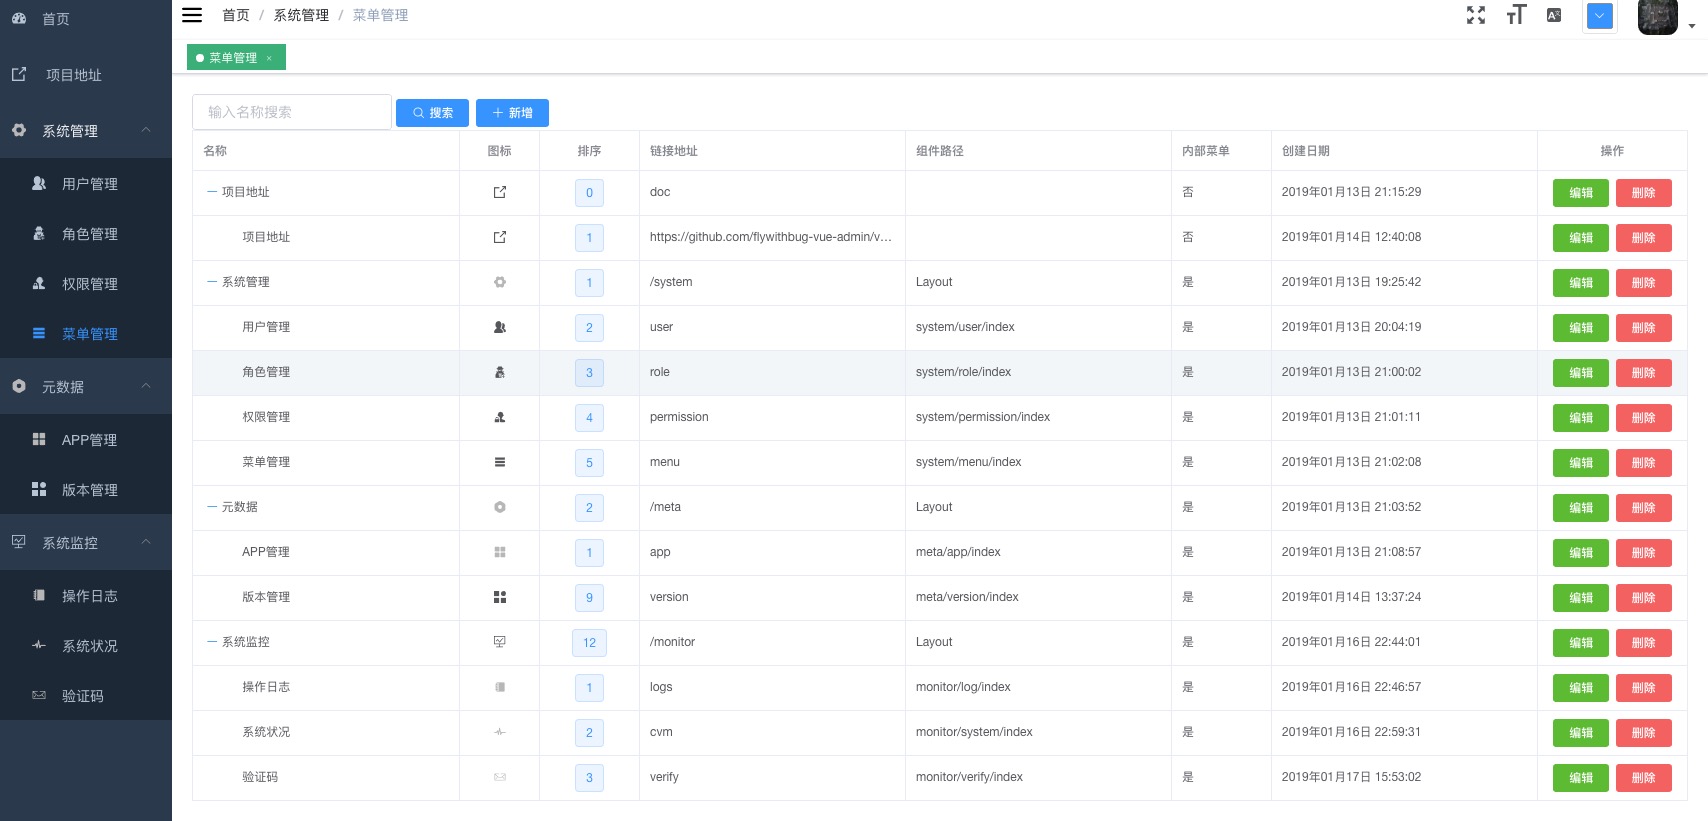 首页
项目地址
系统管理
用户管理
角色管理
权限管理
菜单管理
元数据
APP管理
版本管理
系统监控
操作日志
系统状况
验证码
首页 / 系统管理 / 菜单管理
菜单管理 ×
输入名称搜索 搜索 新增
名称 图标 排序 链接地址 组件路径 内部菜单 创建日期 操作
项目地址 0 doc 否 2019年01月13日 21:15:29 编辑 删除
项目地址 1 https://github.com/flywithbug-vue-admin/v... 否 2019年01月14日 12:40:08 编辑 删除
系统管理 1 /system Layout 是 2019年01月13日 19:25:42 编辑 删除
用户管理 2 user system/user/index 是 2019年01月13日 20:04:19 编辑 删除
角色管理 3 role system/role/index 是 2019年01月13日 21:00:02 编辑 删除
权限管理 4 permission system/permission/index 是 2019年01月13日 21:01:11 编辑 删除
菜单管理 5 menu system/menu/index 是 2019年01月13日 21:02:08 编辑 删除
元数据 2 /meta Layout 是 2019年01月13日 21:03:52 编辑 删除
APP管理 1 app meta/app/index 是 2019年01月13日 21:08:57 编辑 删除
版本管理 9 version meta/version/index 是 2019年01月14日 13:37:24 编辑 删除
系统监控 12 /monitor Layout 是 2019年01月16日 22:44:01 编辑 删除
操作日志 1 logs monitor/log/index 是 2019年01月16日 22:46:57 编辑 删除
系统状况 2 cvm monitor/system/index 是 2019年01月16日 22:59:31 编辑 删除
验证码 3 verify monitor/verify/index 是 2019年01月17日 15:53:02 编辑 删除